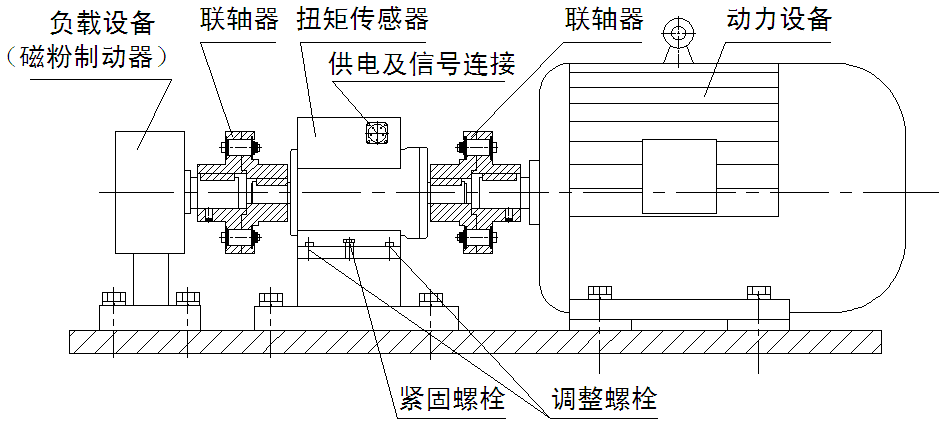 负载设备
（磁粉制动器）
联轴器
扭矩传感器
供电及信号连接
联轴器
动力设备
紧固螺栓
调整螺栓